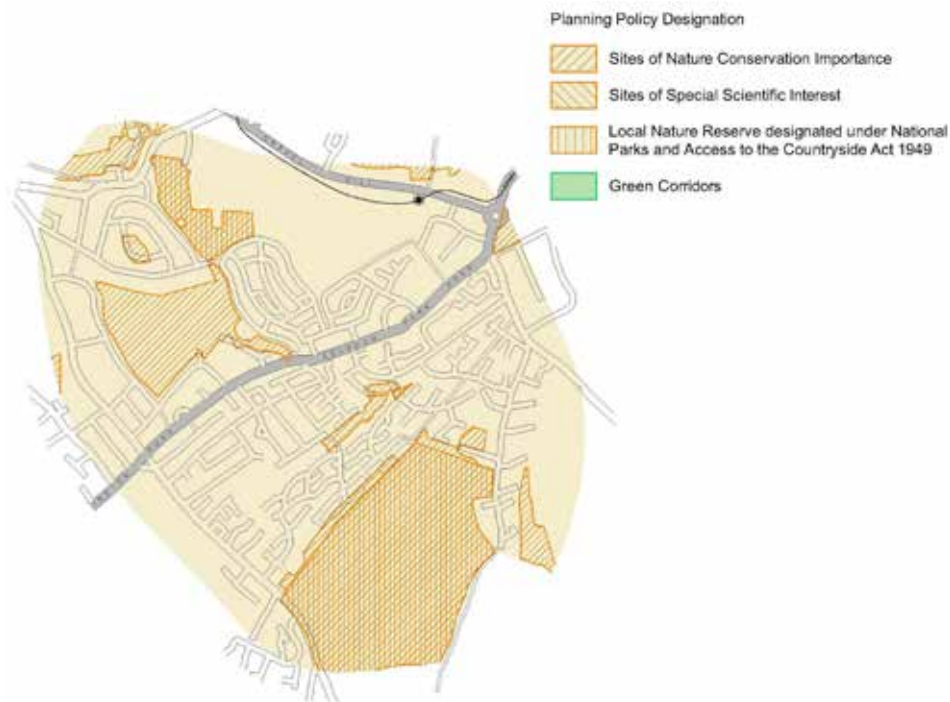 Planning Policy Designation
Sites of Nature Conservation Importance
Sites of Special Scientific Interest
Local Nature Reserve designated under National
Parks and Access to the Countryside Act 1949
Green Corridors